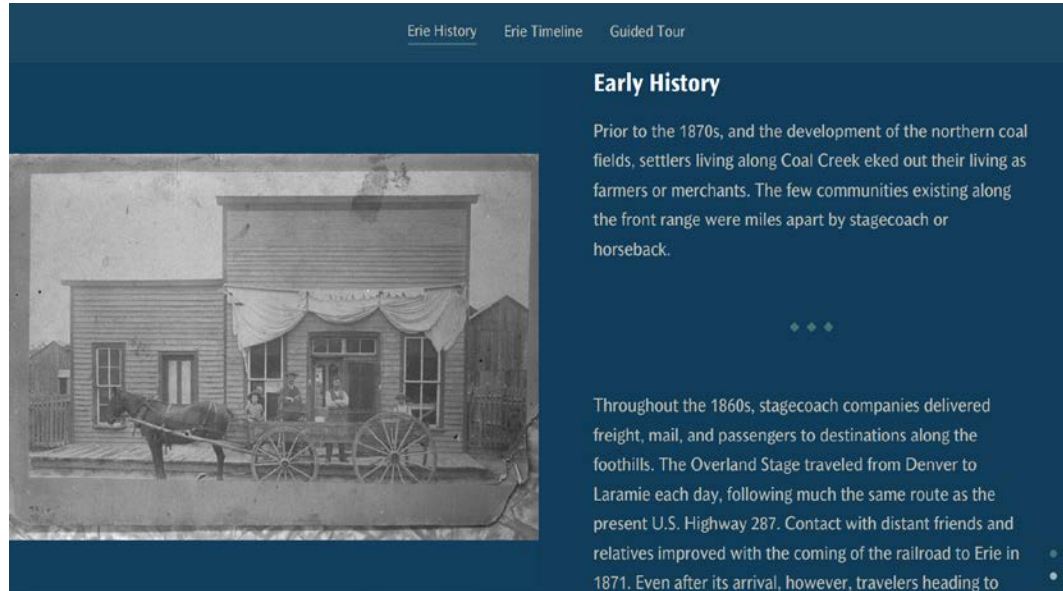 Erie History Erie Timeline Guided Tour
Early History
Prior to the 1870s, and the development of the northern coal
fields, settlers living along Coal Creek eked out their living as
farmers or merchants. The few communities existing along
the front range were miles apart by stagecoach or
horseback.
Throughout the 1860s, stagecoach companies delivered
freight, mail, and passengers to destinations along the
foothills. The Overland Stage traveled from Denver to
Laramie each day, following much the same route as the
present U.S. Highway 287. Contact with distant friends and
relatives improved with the coming of the railroad to Erie in
1871. Even after its arrival, however, travelers heading to